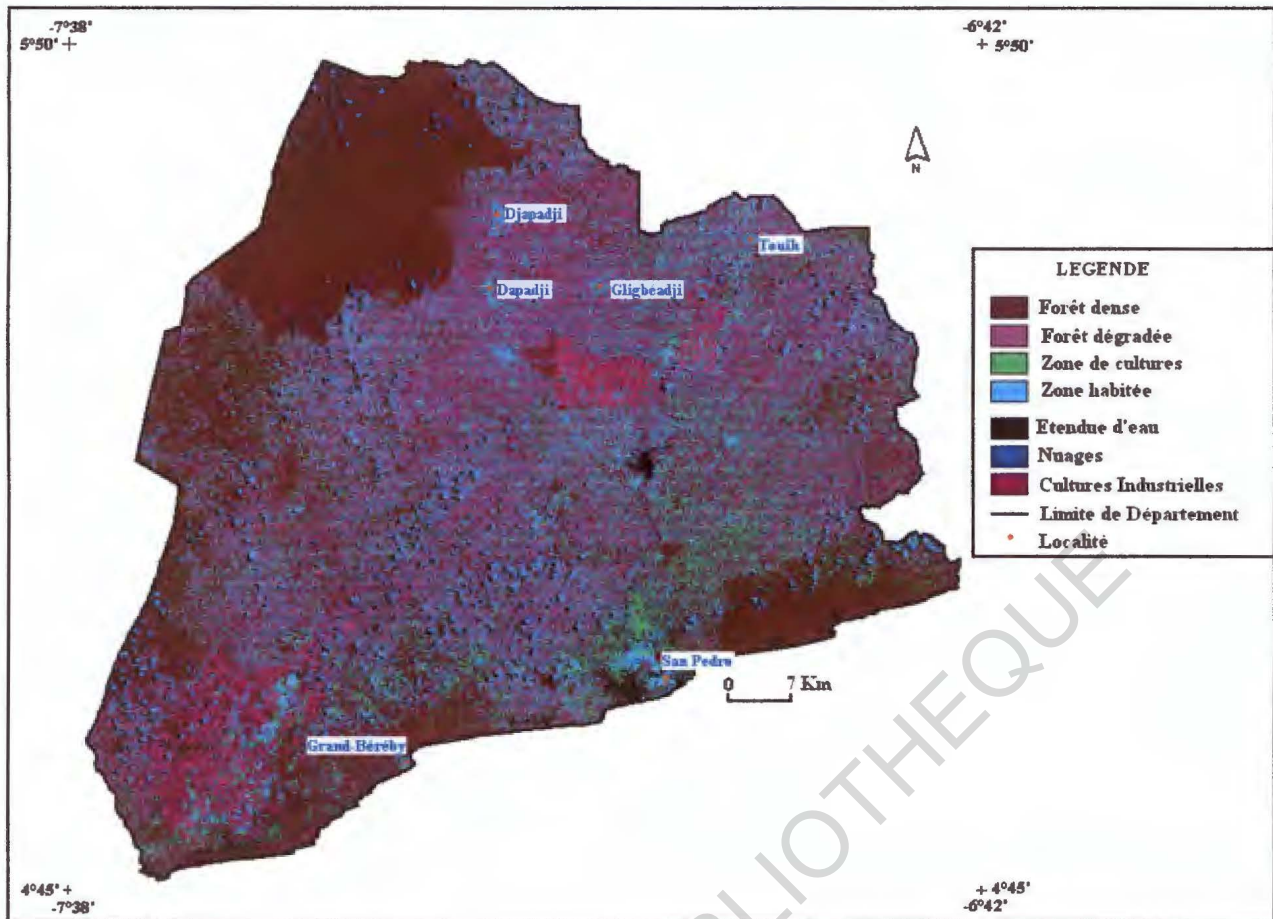 -7°38'
5°50'
-6°42'
5°50'
N
Djapadji
Touih
Dapadji
Gligbéadji
San Pedro
0 7 Km
Grand-Béréby
LEGENDE
Forêt dense
Forêt dégradée
Zone de cultures
Zone habitée
Etendue d'eau
Nuages
Cultures Industrielles
Limite de Département
Localité
4°45'
-7°38'
4°45'
-6°42'
BLIOTHEQUE